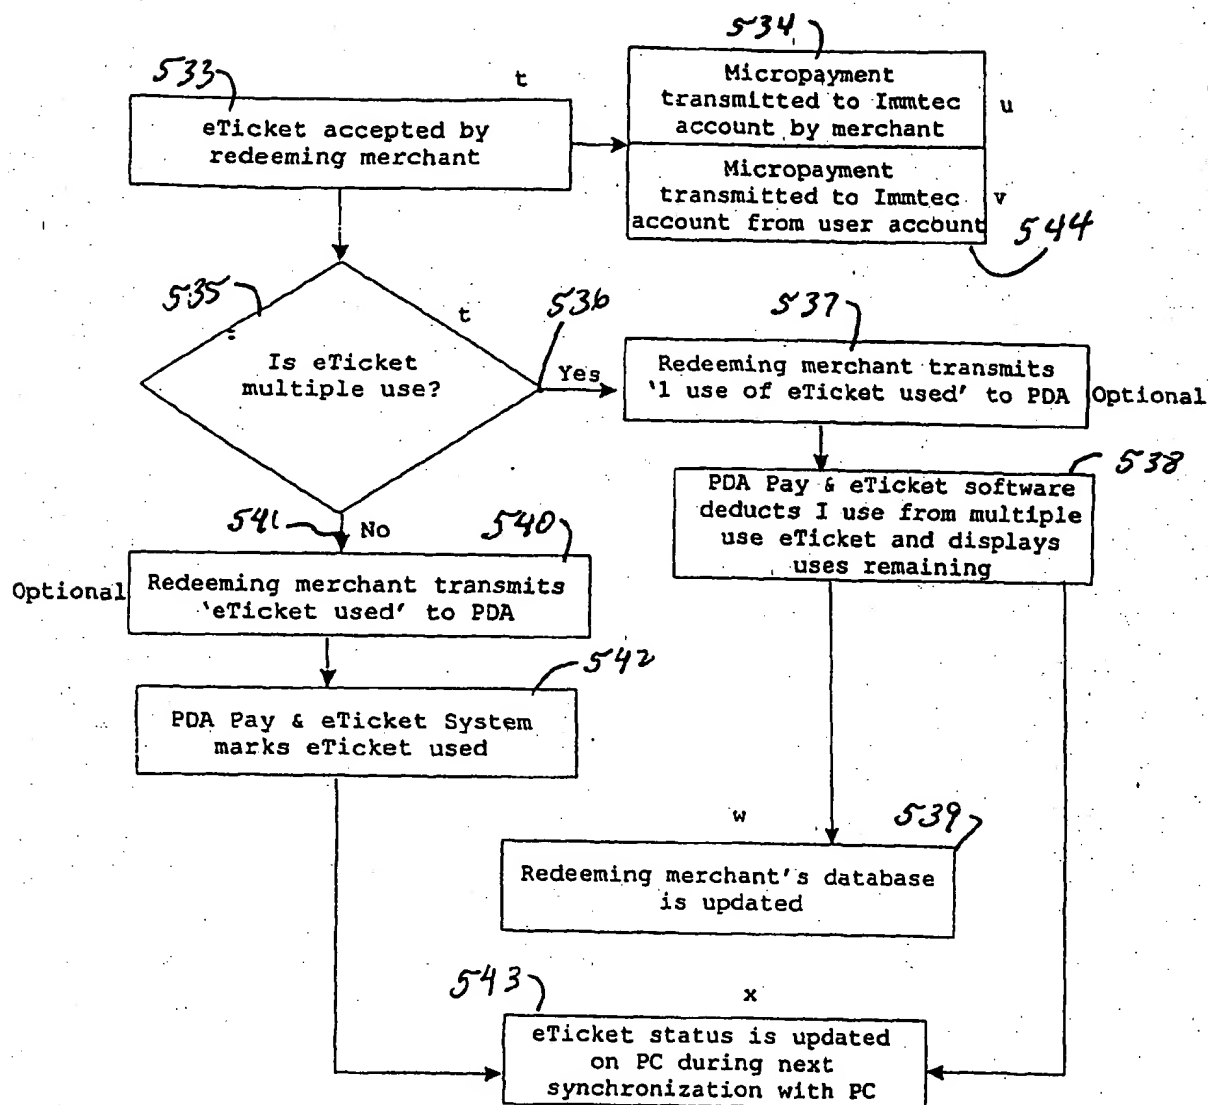 534
533
t
Micropayment
transmitted to Immtec
account by merchant
u
eTicket accepted by
redeeming merchant
Micropayment
transmitted to Immtec
account from user account
v
544
535
t
536
537
Is eTicket
multiple use?
Yes
Redeeming merchant transmits
'1 use of eTicket used' to PDA
Optional
538
PDA Pay & eTicket software
deducts I use from multiple
use eTicket and displays
uses remaining
541
No
540
Optional
Redeeming merchant transmits
'eTicket used' to PDA
542
PDA Pay & eTicket System
marks eTicket used
w
539
Redeeming merchant's database
is updated
543
x
eTicket status is updated
on PC during next
synchronization with PC